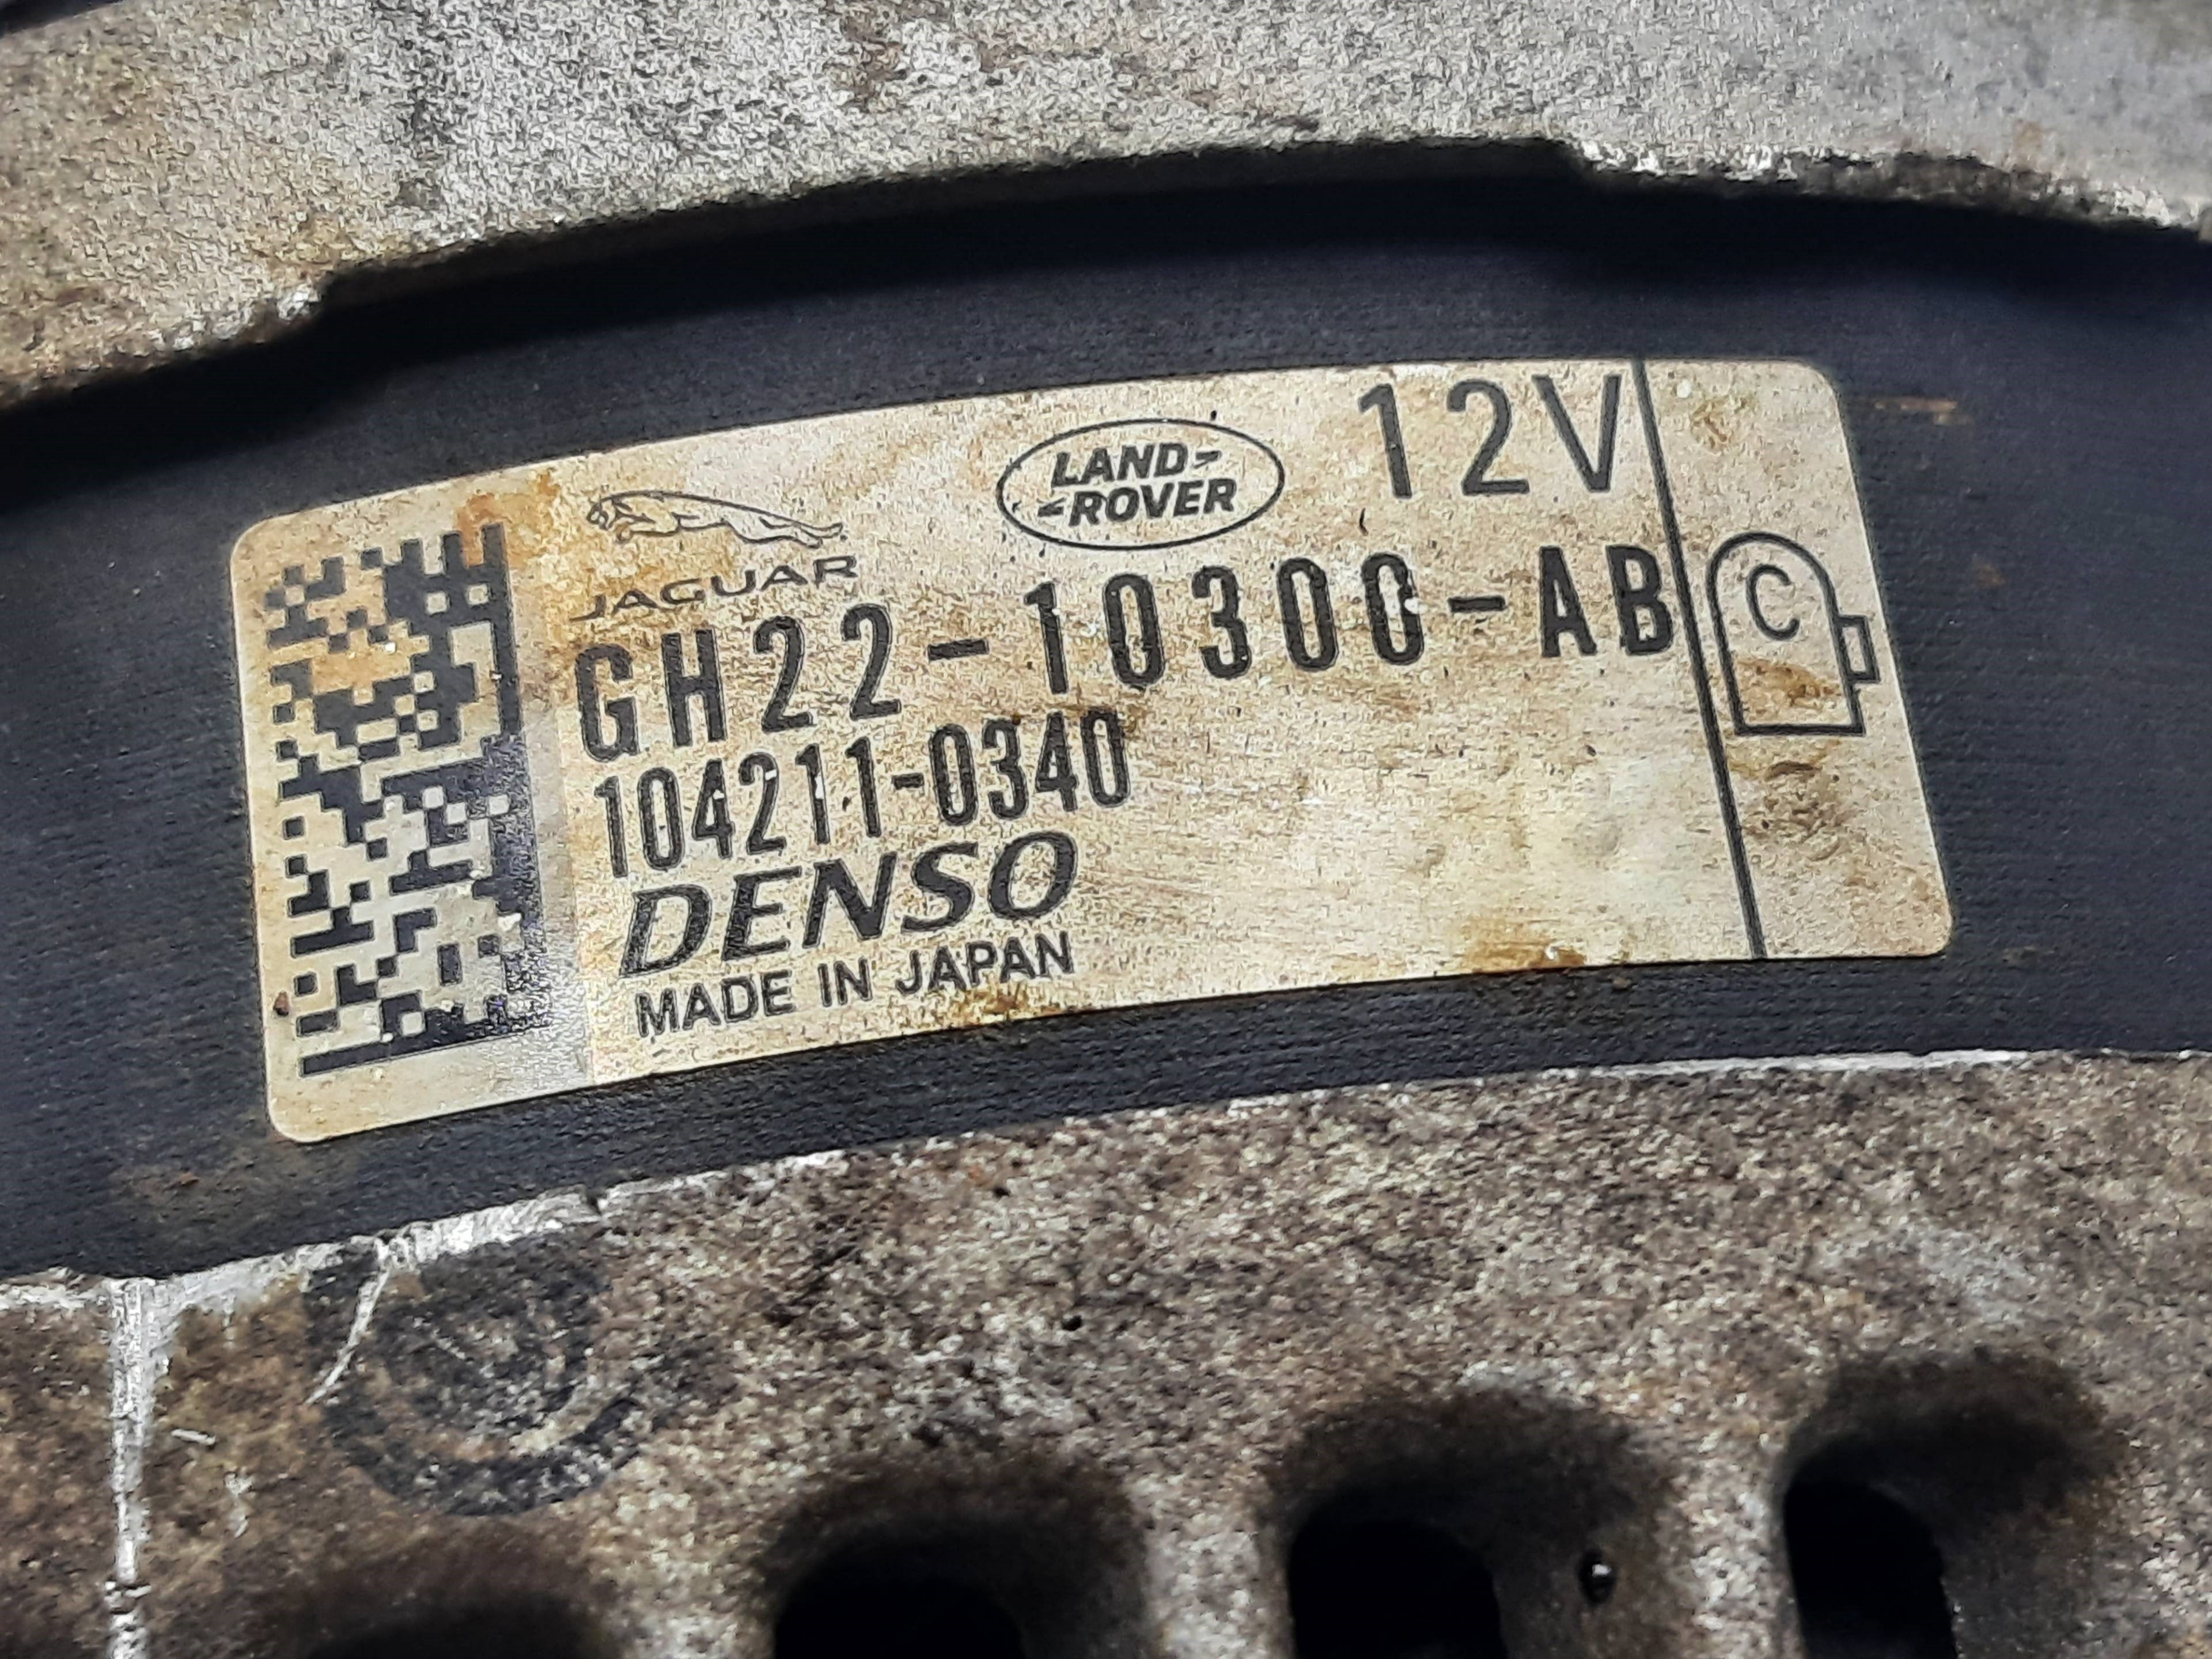 JAGUAR
LAND-
-ROVER
12V
GH22-10300-AB
C
104211-0340
DENSO
MADE IN JAPAN